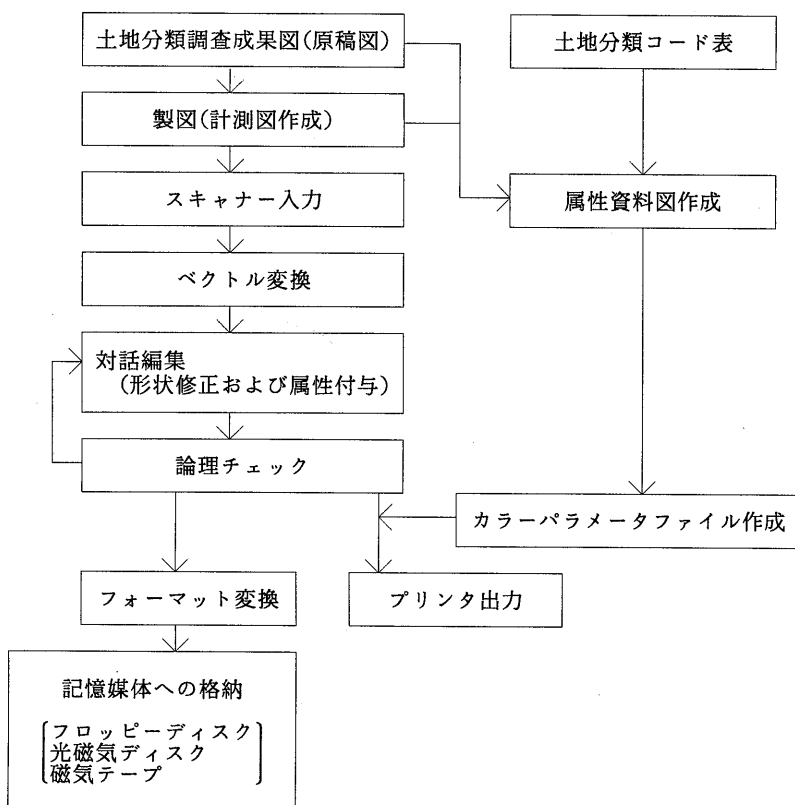 土地分類調査成果図(原稿図)
土地分類コード表
製図(計測図作成)
スキャナー入力
属性資料図作成
ベクトル変換
対話編集
(形状修正および属性付与)
論理チェック
カラーパラメータファイル作成
フォーマット変換
プリンタ出力
記憶媒体への格納
フロッピーディスク
光磁気ディスク
磁気テープ